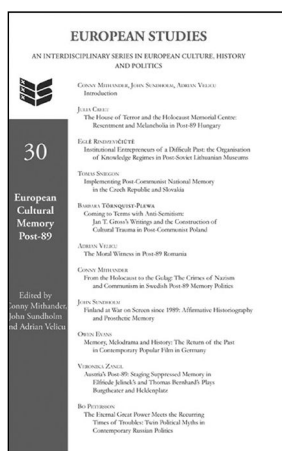 EUROPEAN STUDIES
AN INTERDISCIPLINARY SERIES IN EUROPEAN CULTURE, HISTORY
AND POLITICS
30
European
Cultural
Memory
Post-89
Edited by
Conny Mithander,
John Sundholm
and Adrian Velicu
CONNY MITHANDER, JOHN SUNDHOLM, ADRIAN VELICU
Introduction
JULIA CREET
The House of Terror and the Holocaust Memorial Centre:
Resentment and Melancholia in Post-89 Hungary
EGLĖ RINDZEVIČIŪTĖ
Institutional Entrepreneurs of a Difficult Past: the Organisation
of Knowledge Regimes in Post-Soviet Lithuanian Museums
TOMAS SNIEGON
Implementing Post-Communist National Memory
in the Czech Republic and Slovakia
BARBARA TÖRNQUIST-PLEWA
Coming to Terms with Anti-Semitism:
Jan T. Gross's Writings and the Construction of
Cultural Trauma in Post-Communist Poland
ADRIAN VELICU
The Moral Witness in Post-89 Romania
CONNY MITHANDER
From the Holocaust to the Gulag: The Crimes of Nazism
and Communism in Swedish Post-89 Memory Politics
JOHN SUNDHOLM
Finland at War on Screen since 1989: Affirmative Historiography
and Prosthetic Memory
OWEN EVANS
Memory, Melodrama and History: The Return of the Past
in Contemporary Popular Film in Germany
VERONIKA ZANGL
Austria's Post-89: Staging Suppressed Memory in
Elfriede Jelinek's and Thomas Bernhard's Plays
Burgtheater and Heldenplatz
BO PETERSSON
The Eternal Great Power Meets the Recurring
Times of Troubles: Twin Political Myths in
Contemporary Russian Politics